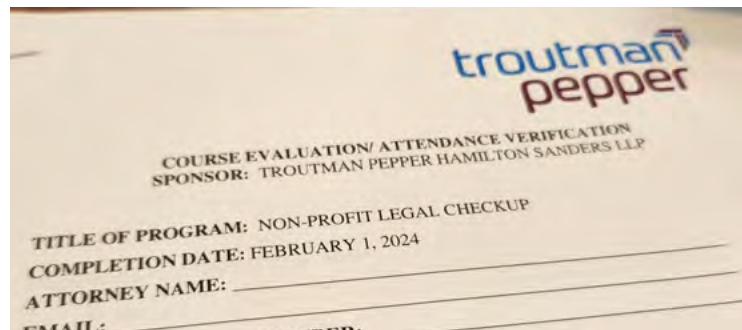 troutman
pepper
COURSE EVALUATION/ ATTENDANCE VERIFICATION
SPONSOR: TROUTMAN PEPPER HAMILTON SANDERS LLP
TITLE OF PROGRAM: NON-PROFIT LEGAL CHECKUP
COMPLETION DATE: FEBRUARY 1, 2024
ATTORNEY NAME:
EMAIL: